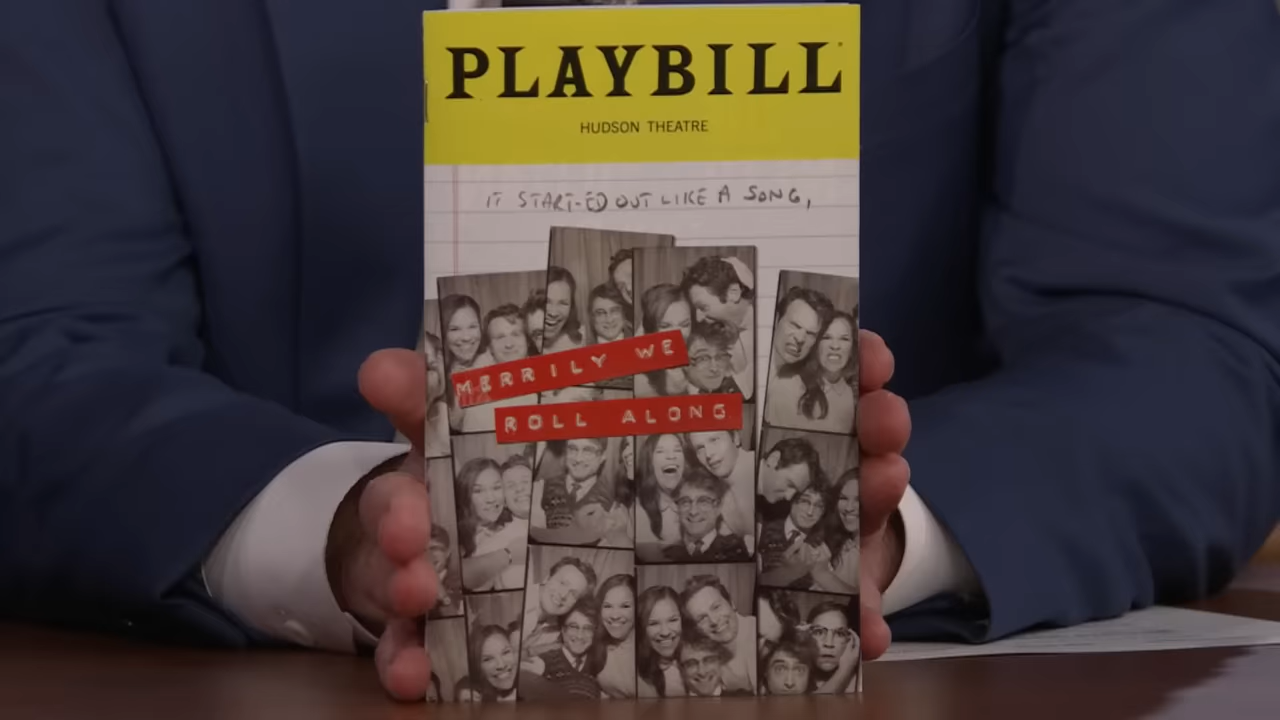 PLAYBILL
HUDSON THEATRE
IT START-ED OUT LIKE A SONG,
MERRILY WE
ROLL ALONG